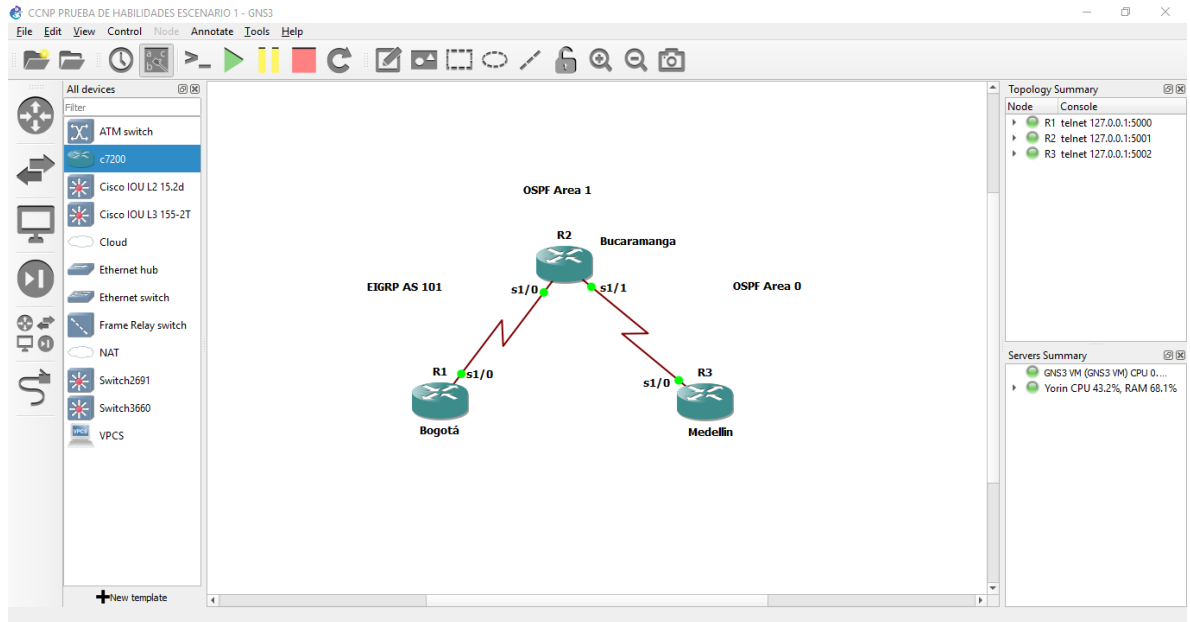 CCNP PRUEBA DE HABILIDADES ESCENARIO 1 - GNS3
File Edit View Control Node Annotate Tools Help
All devices
Filter
ATM switch
c7200
Cisco IOU L2 15.2d
Cisco IOU L3 155-2T
Cloud
Ethernet hub
Ethernet switch
Frame Relay switch
NAT
Switch2691
Switch3660
VPCS
New template
OSPF Area 1
R2
Bucaramanga
EIGRP AS 101
s1/0
s1/1
OSPF Area 0
R1
s1/0
s1/0
R3
Bogotá
Medellin
Topology Summary
Node Console
R1 telnet 127.0.0.1:5000
R2 telnet 127.0.0.1:5001
R3 telnet 127.0.0.1:5002
Servers Summary
GNS3 VM (GNS3 VM) CPU 0....
Yorin CPU 43.2%, RAM 68.1%